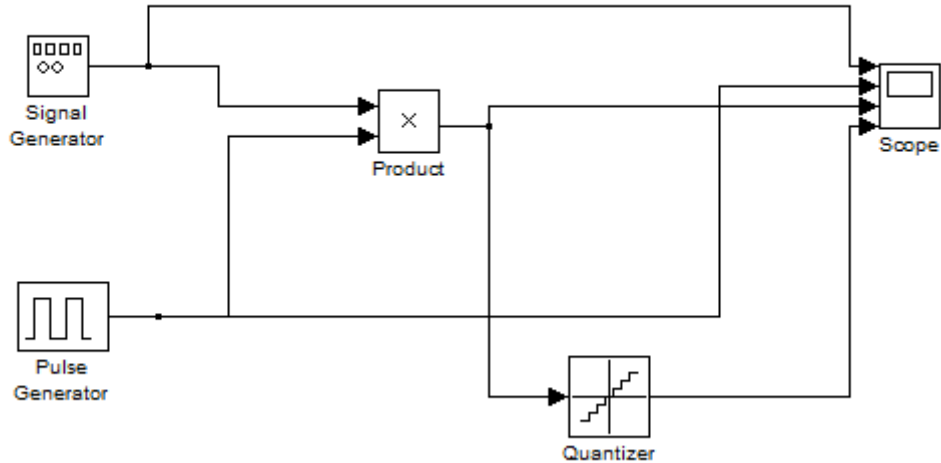 Signal
Generator
Product
Scope
Pulse
Generator
Quantizer